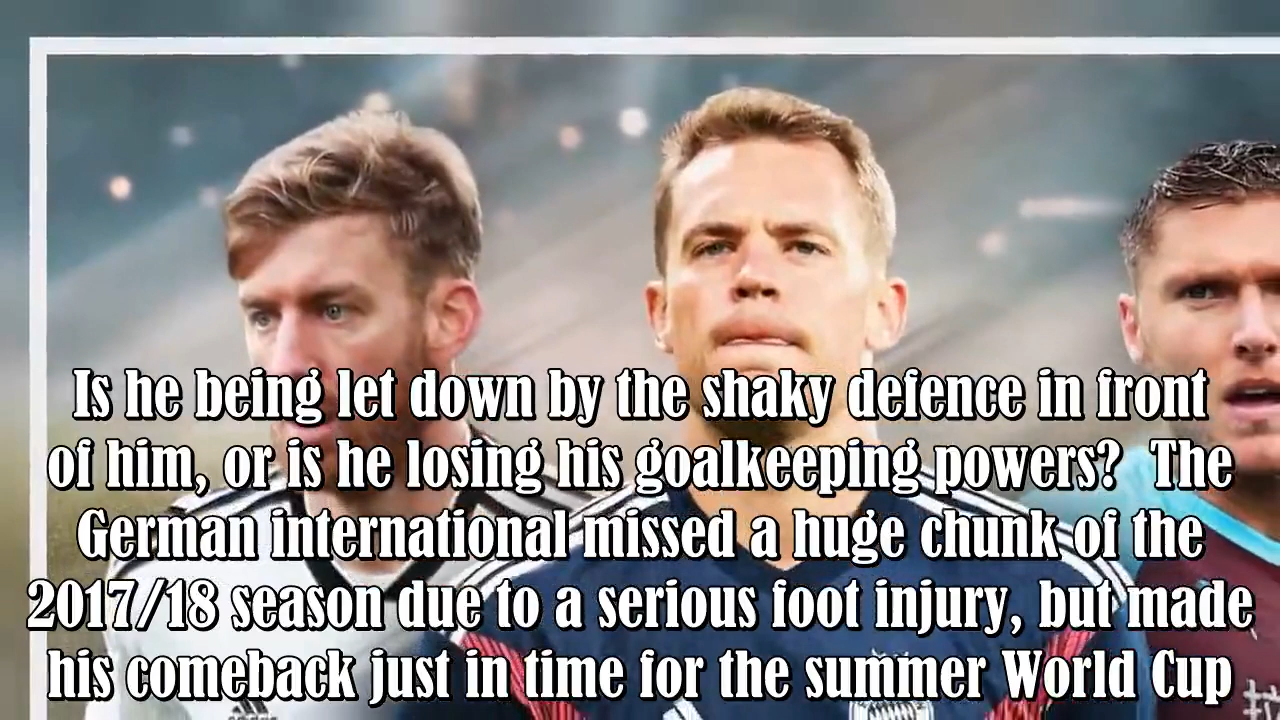 Is he being let down by the shaky defence in front
of him, or is he losing his goalkeeping powers?  The
German international missed a huge chunk of the
2017/18 season due to a serious foot injury, but made
his comeback just in time for the summer World Cup